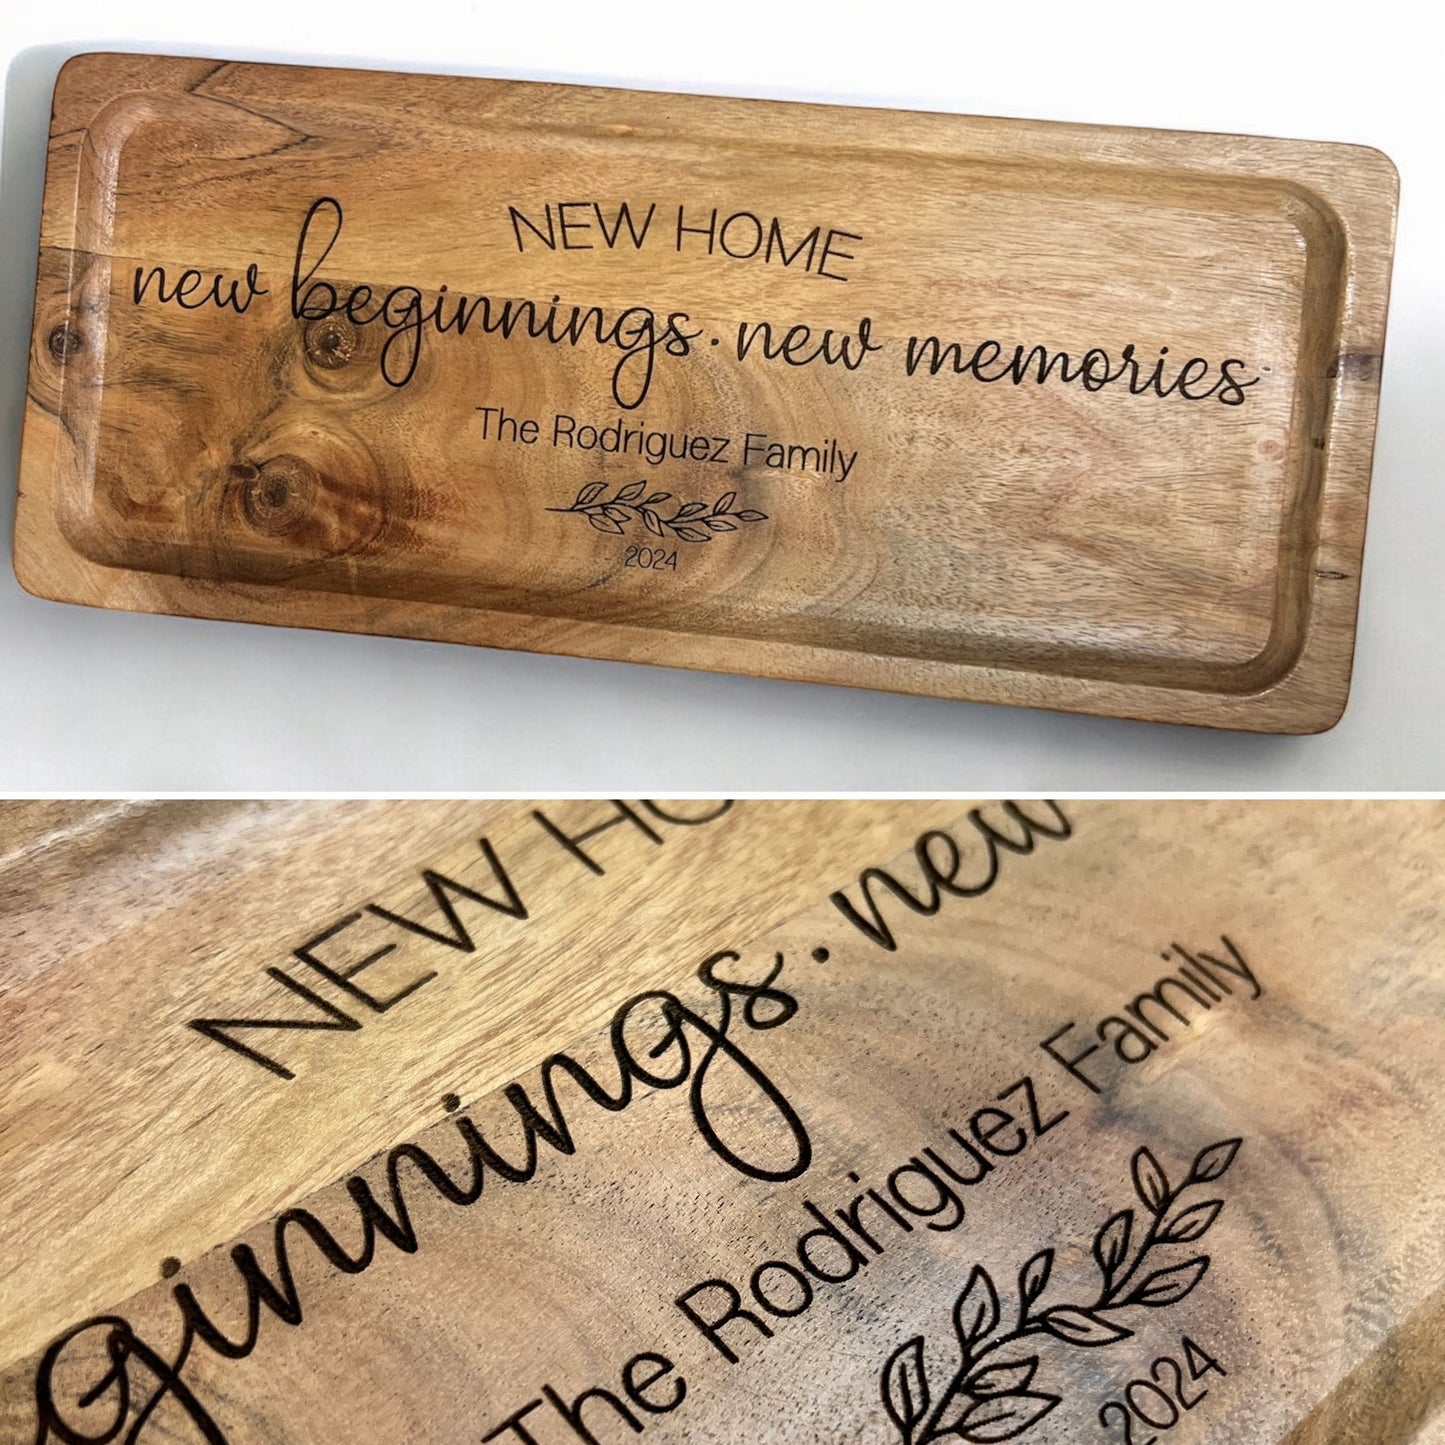 NEW HOME
new beginnings. new memories
The Rodriguez Family
2024
NEW HO
ginnings. new
The Rodriguez Family
2024